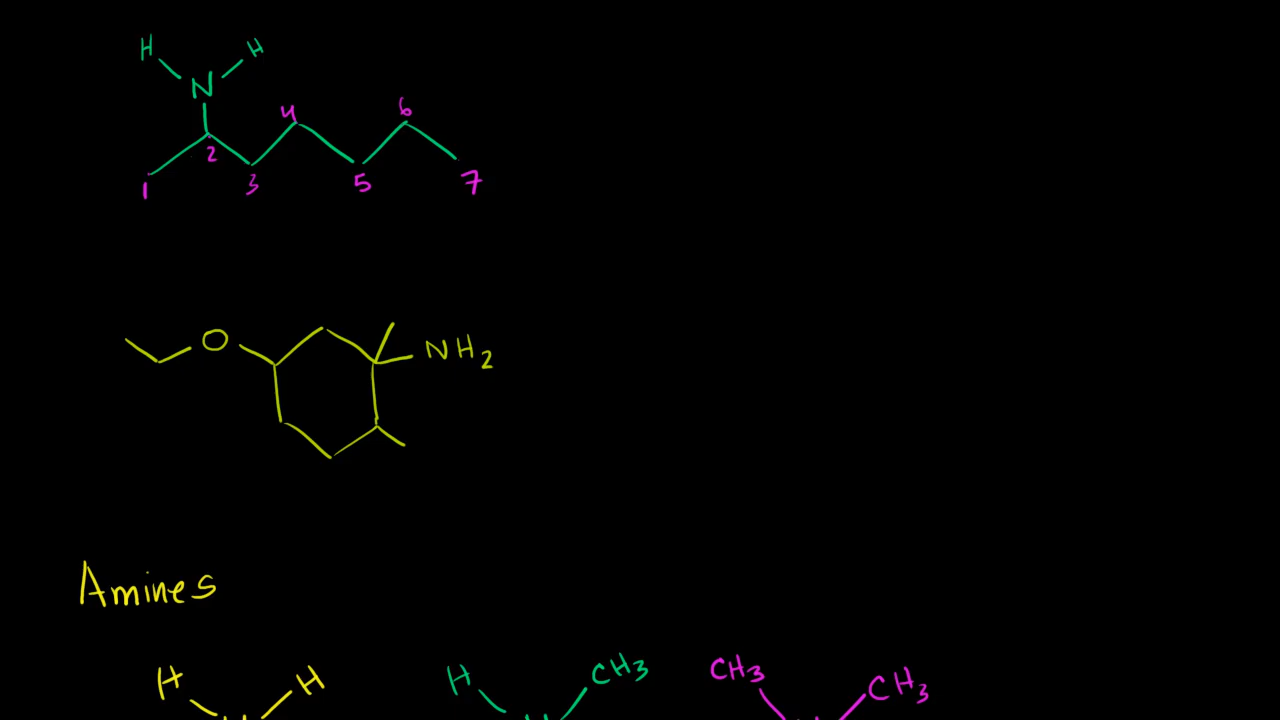 H H
N
4 6
2
1 3 5 7
O NH2
Amines
H H H CH3 CH3 CH3